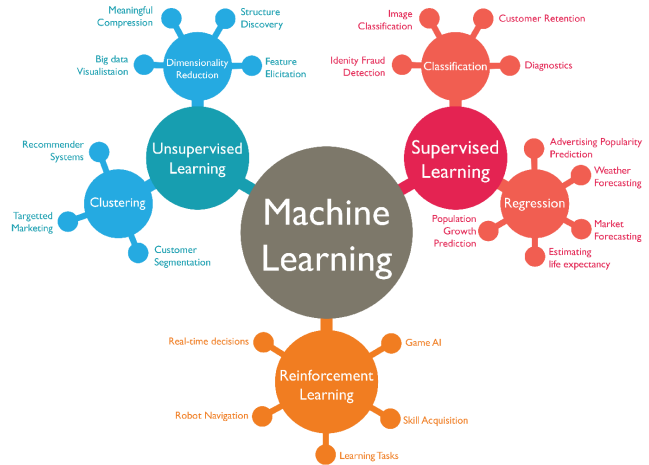 Meaningful
Compression
Structure
Discovery
Big data
Visualistaion
Dimensionality
Reduction
Feature
Elicitation
Image
Classification
Customer Retention
Idenity Fraud
Detection
Classification
Diagnostics
Unsupervised
Learning
Supervised
Learning
Recommender
Systems
Clustering
Targetted
Marketing
Customer
Segmentation
Machine
Learning
Advertising Popularity
Prediction
Weather
Forecasting
Regression
Population
Growth
Prediction
Market
Forecasting
Estimating
life expectancy
Real-time decisions
Game AI
Reinforcement
Learning
Robot Navigation
Skill Acquisition
Learning Tasks